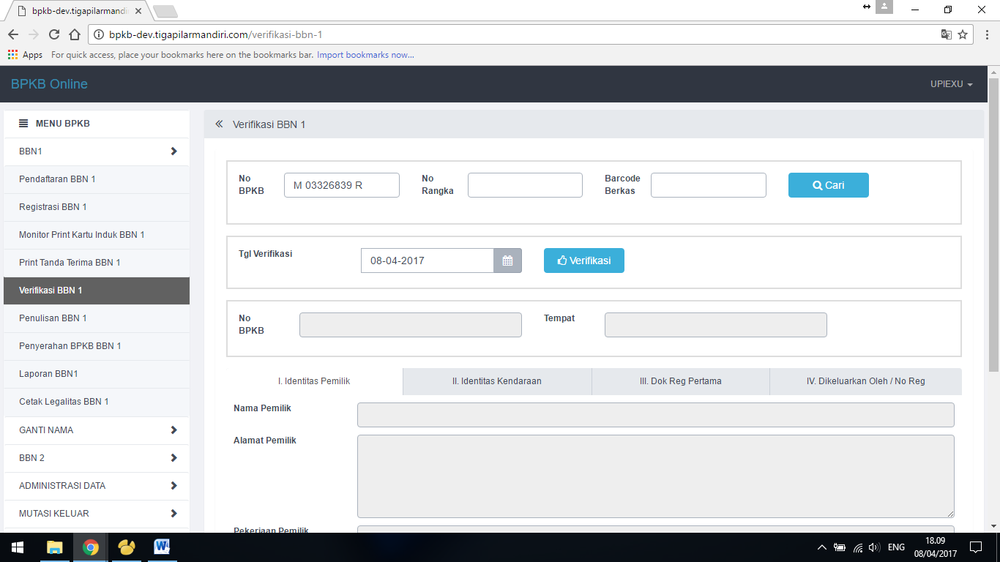 bpkb-dev.tigapilarmandi
bpkb-dev.tigapilarmandiri.com/verifikasi-bbn-1
Apps For quick access, place your bookmarks here on the bookmarks bar. Import bookmarks now...
BPKB Online
UPIEXU
MENU BPKB
BBN1
Pendaftaran BBN 1
Registrasi BBN 1
Monitor Print Kartu Induk BBN 1
Print Tanda Terima BBN 1
Verifikasi BBN 1
Penulisan BBN 1
Penyerahan BPKB BBN 1
Laporan BBN1
Cetak Legalitas BBN 1
GANTI NAMA
BBN 2
ADMINISTRASI DATA
MUTASI KELUAR
Verifikasi BBN 1
No
BPKB
M 03326839 R
No
Rangka
Barcode
Berkas
Cari
Tgl Verifikasi
08-04-2017
Verifikasi
No
BPKB
Tempat
I. Identitas Pemilik
II. Identitas Kendaraan
III. Dok Reg Pertama
IV. Dikeluarkan Oleh / No Reg
Nama Pemilik
Alamat Pemilik
Pekerjaan Pemilik
ENG
18.09
08/04/2017